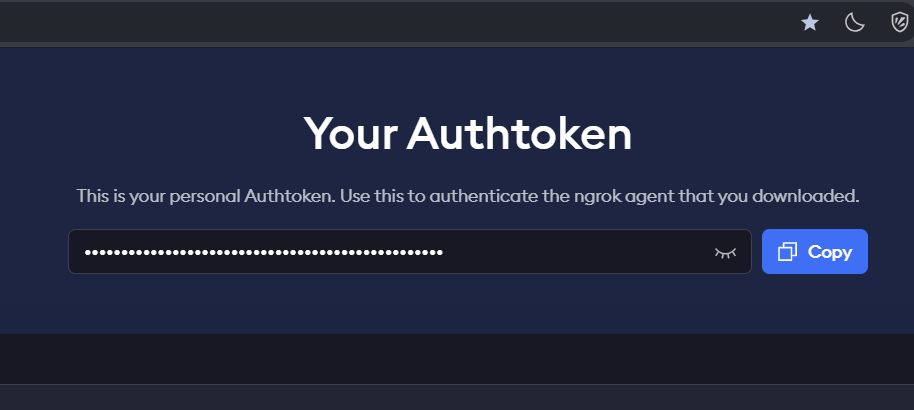 Your Authtoken
This is your personal Authtoken. Use this to authenticate the ngrok agent that you downloaded.
•••••••••••••••••••••••••••••••••••••••••••••••••
Copy